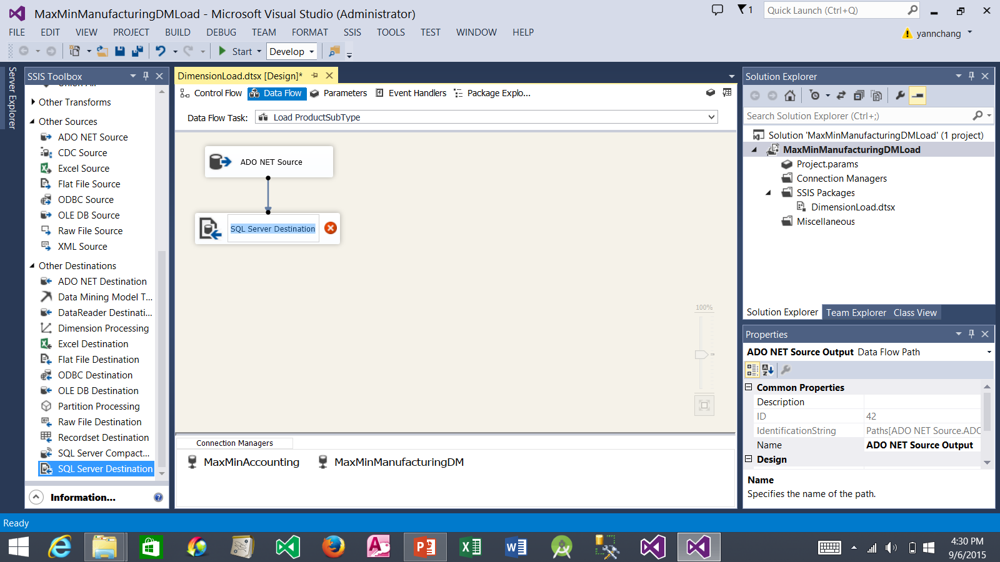 MaxMinManufacturingDMLoad - Microsoft Visual Studio (Administrator)
1
Quick Launch (Ctrl+Q)
FILE EDIT VIEW PROJECT BUILD DEBUG TEAM FORMAT SSIS TOOLS TEST WINDOW HELP
yannchang
Start
Develop
Server Explorer
SSIS Toolbox
Union All
Other Transforms
Other Sources
ADO NET Source
CDC Source
Excel Source
Flat File Source
ODBC Source
OLE DB Source
Raw File Source
XML Source
Other Destinations
ADO NET Destination
Data Mining Model T...
DataReader Destinati...
Dimension Processing
Excel Destination
Flat File Destination
ODBC Destination
OLE DB Destination
Partition Processing
Raw File Destination
Recordset Destination
SQL Server Compact...
SQL Server Destination
Information...
DimensionLoad.dtsx [Design]*
Control Flow Data Flow Parameters Event Handlers Package Explo...
Data Flow Task: Load ProductSubType
ADO NET Source
SQL Server Destination
100%
Connection Managers
MaxMinAccounting MaxMinManufacturingDM
Solution Explorer
Search Solution Explorer (Ctrl+;)
Solution 'MaxMinManufacturingDMLoad' (1 project)
MaxMinManufacturingDMLoad
Project.params
Connection Managers
SSIS Packages
DimensionLoad.dtsx
Miscellaneous
Solution Explorer Team Explorer Class View
Properties
ADO NET Source Output Data Flow Path
Common Properties
Description
ID 42
IdentificationString Paths[ADO NET Source.ADO
Name ADO NET Source Output
Design
Name
Specifies the name of the path.
Ready
4:30 PM
9/6/2015